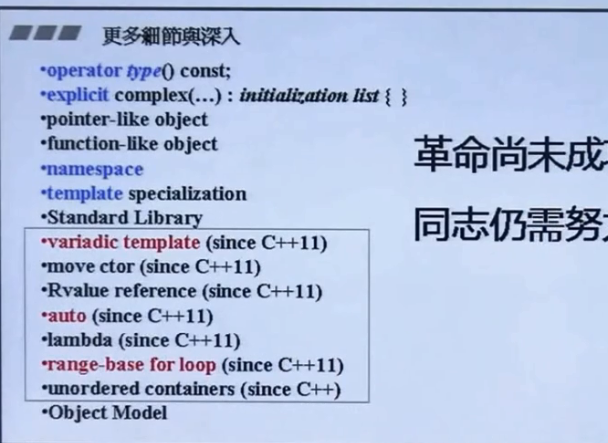 更多細節與深入
•operator type() const;
•explicit complex(…) : initialization list { }
•pointer-like object
•function-like object
•namespace
•template specialization
•Standard Library
•variadic template (since C++11)
•move ctor (since C++11)
•Rvalue reference (since C++11)
•auto (since C++11)
•lambda (since C++11)
•range-base for loop (since C++11)
•unordered containers (since C++)
•Object Model
革命尚未成
同志仍需努